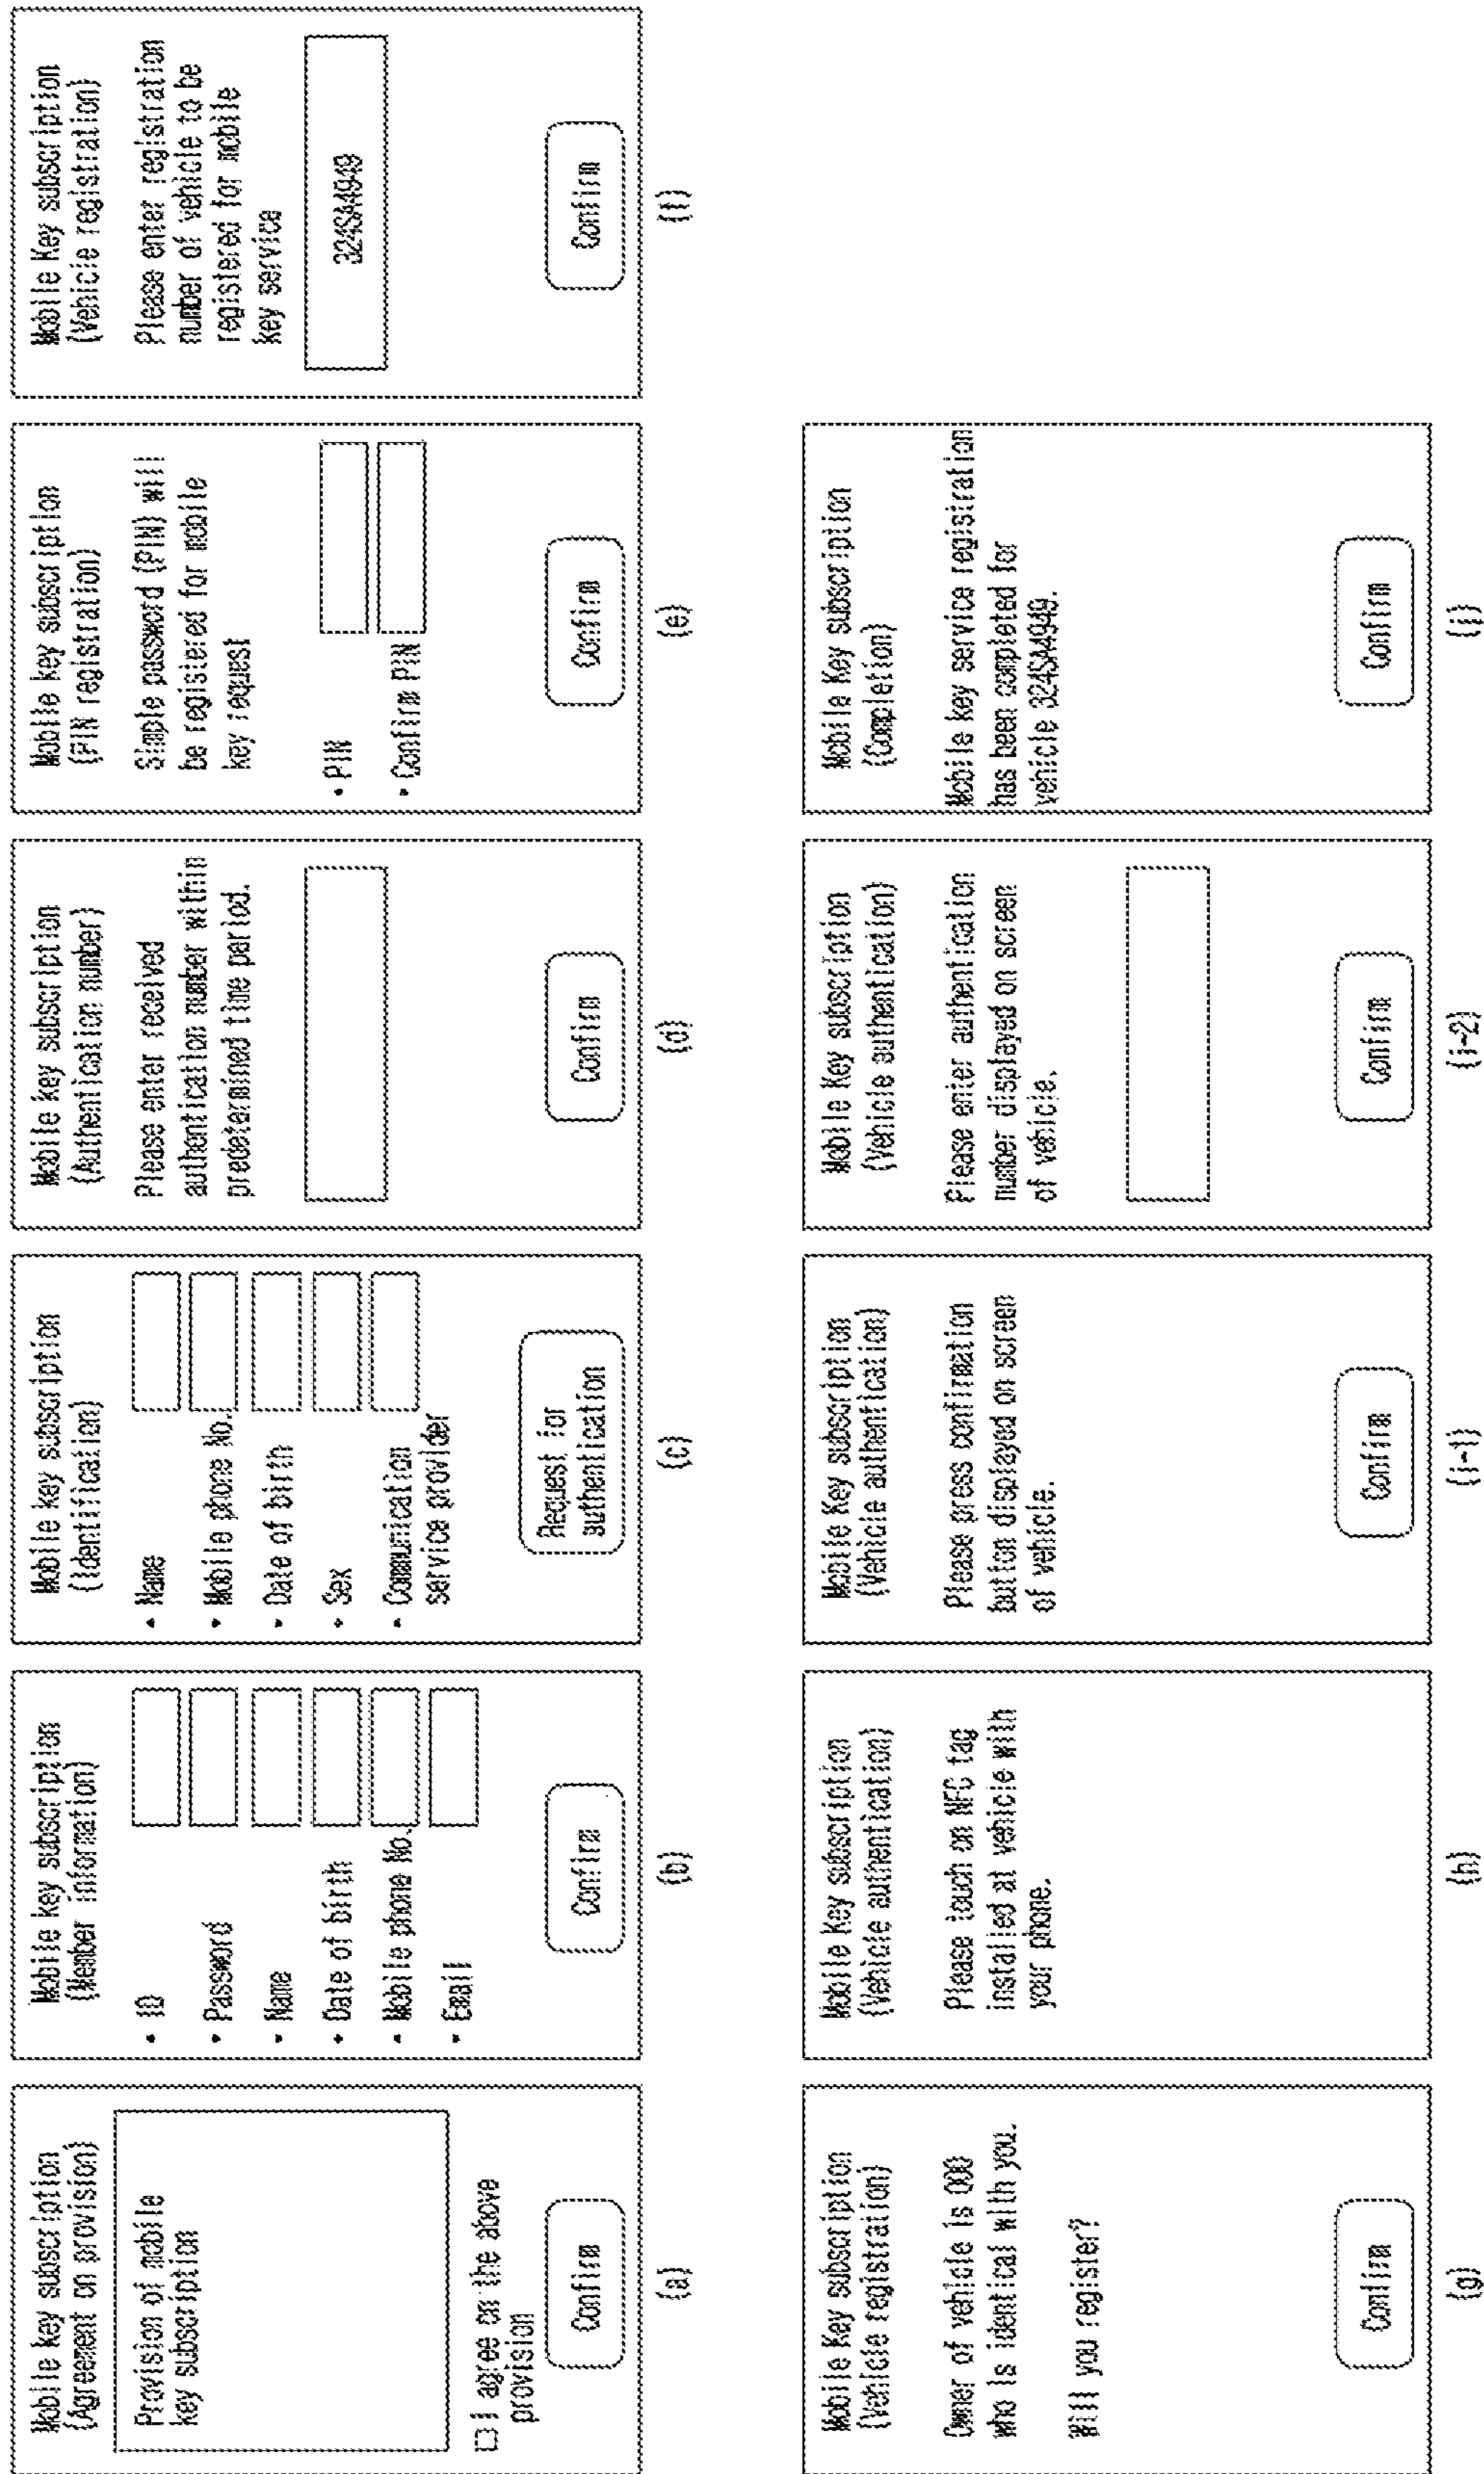 Mobile key subscription
(Agreement on provision)
Provision of mobile
key subscription
I agree on the above
provision
Confirm
(a)
Mobile key subscription
(Member information)
• ID
• Password
• Name
• Date of birth
• Mobile phone No.
• Email
Confirm
(b)
Mobile key subscription
(Identification)
• Name
• Mobile phone No.
• Date of birth
• Sex
• Communication
service provider
Request for
authentication
(c)
Mobile key subscription
(Authentication number)
Please enter received
authentication number within
predetermined time period.
Confirm
(d)
Mobile key subscription
(PIN registration)
Simple password (PIN) will
be registered for mobile
key request
• PIN
• Confirm PIN
Confirm
(e)
Mobile Key subscription
(Vehicle registration)
Please enter registration
number of vehicle to be
registered for mobile
key service
324SA4949
Confirm
(f)
Mobile Key subscription
(Vehicle registration)
Owner of vehicle is 000
who is identical with you.
Will you register?
Confirm
(g)
Mobile Key subscription
(Vehicle authentication)
Please touch on NFC tag
installed at vehicle with
your phone.
(h)
Mobile Key subscription
(Vehicle authentication)
Please press confirmation
button displayed on screen
of vehicle.
Confirm
(i-1)
Mobile Key subscription
(Vehicle authentication)
Please enter authentication
number displayed on screen
of vehicle.
Confirm
(i-2)
Mobile Key subscription
(Completion)
Mobile key service registration
has been completed for
vehicle 324SA4949.
Confirm
(j)